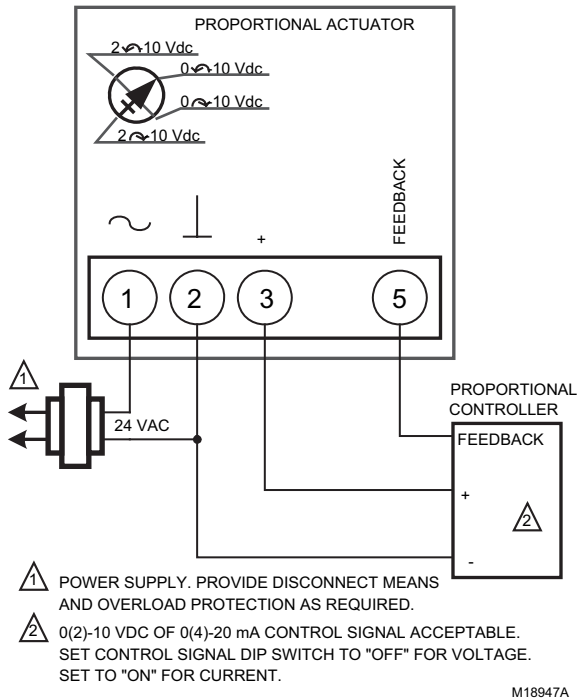 PROPORTIONAL ACTUATOR
2 10 Vdc
0 10 Vdc
0 10 Vdc
2 10 Vdc
+
FEEDBACK
1 2 3 5
1
24 VAC
PROPORTIONAL
CONTROLLER
FEEDBACK
+
2
-
1 POWER SUPPLY. PROVIDE DISCONNECT MEANS
AND OVERLOAD PROTECTION AS REQUIRED.
2 0(2)-10 VDC OF 0(4)-20 mA CONTROL SIGNAL ACCEPTABLE.
SET CONTROL SIGNAL DIP SWITCH TO "OFF" FOR VOLTAGE.
SET TO "ON" FOR CURRENT.
M18947A